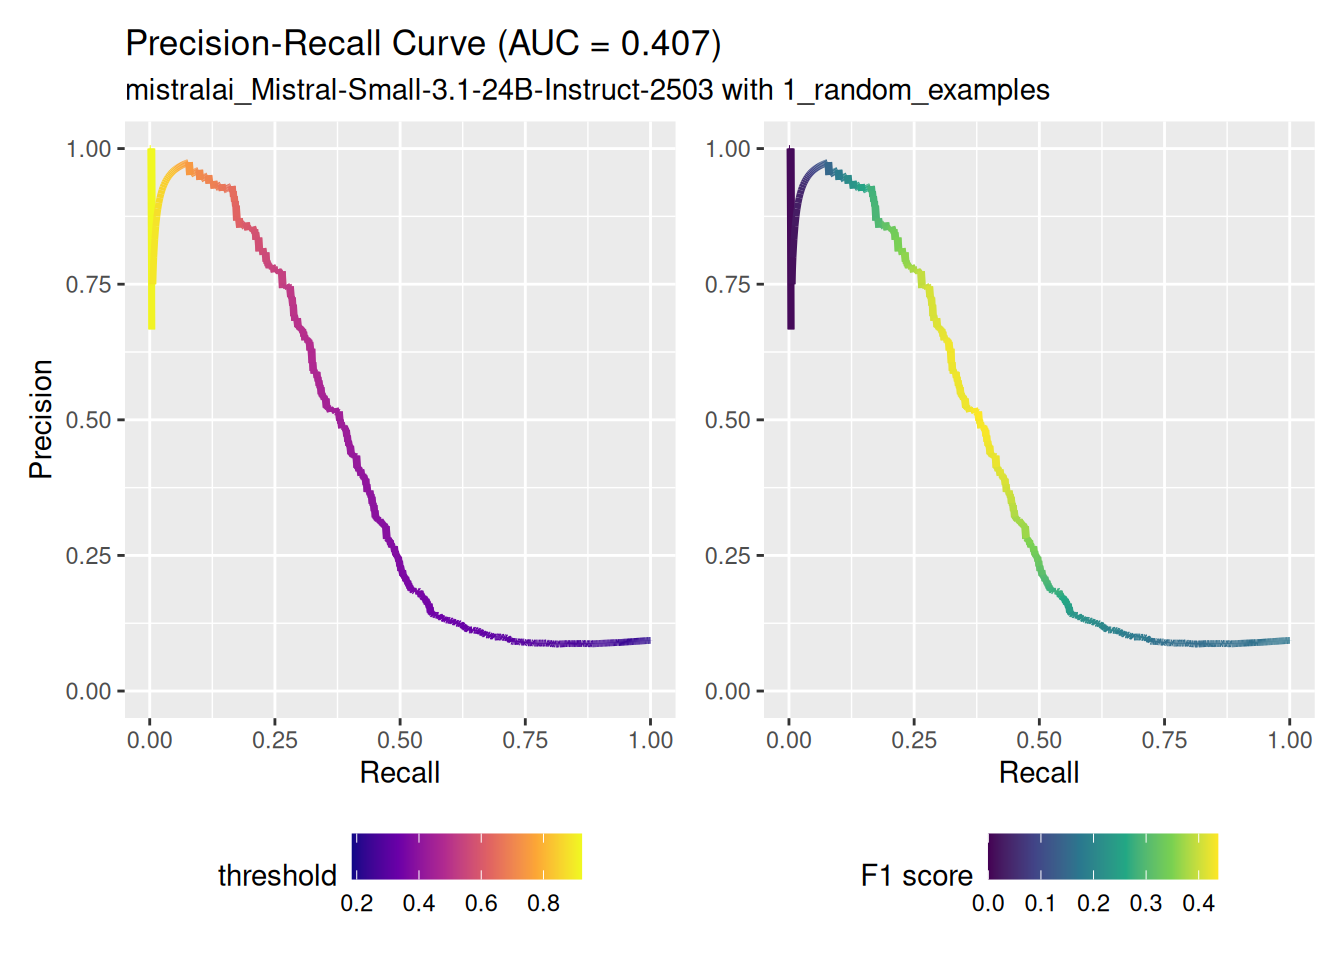 Precision-Recall Curve (AUC = 0.407)
mistralai_Mistral-Small-3.1-24B-Instruct-2503 with 1_random_examples
Precision
1.00
0.75
0.50
0.25
0.00
0.00 0.25 0.50 0.75 1.00
Recall
1.00
0.75
0.50
0.25
0.00
0.00 0.25 0.50 0.75 1.00
Recall
threshold
0.2 0.4 0.6 0.8
F1 score
0.0 0.1 0.2 0.3 0.4